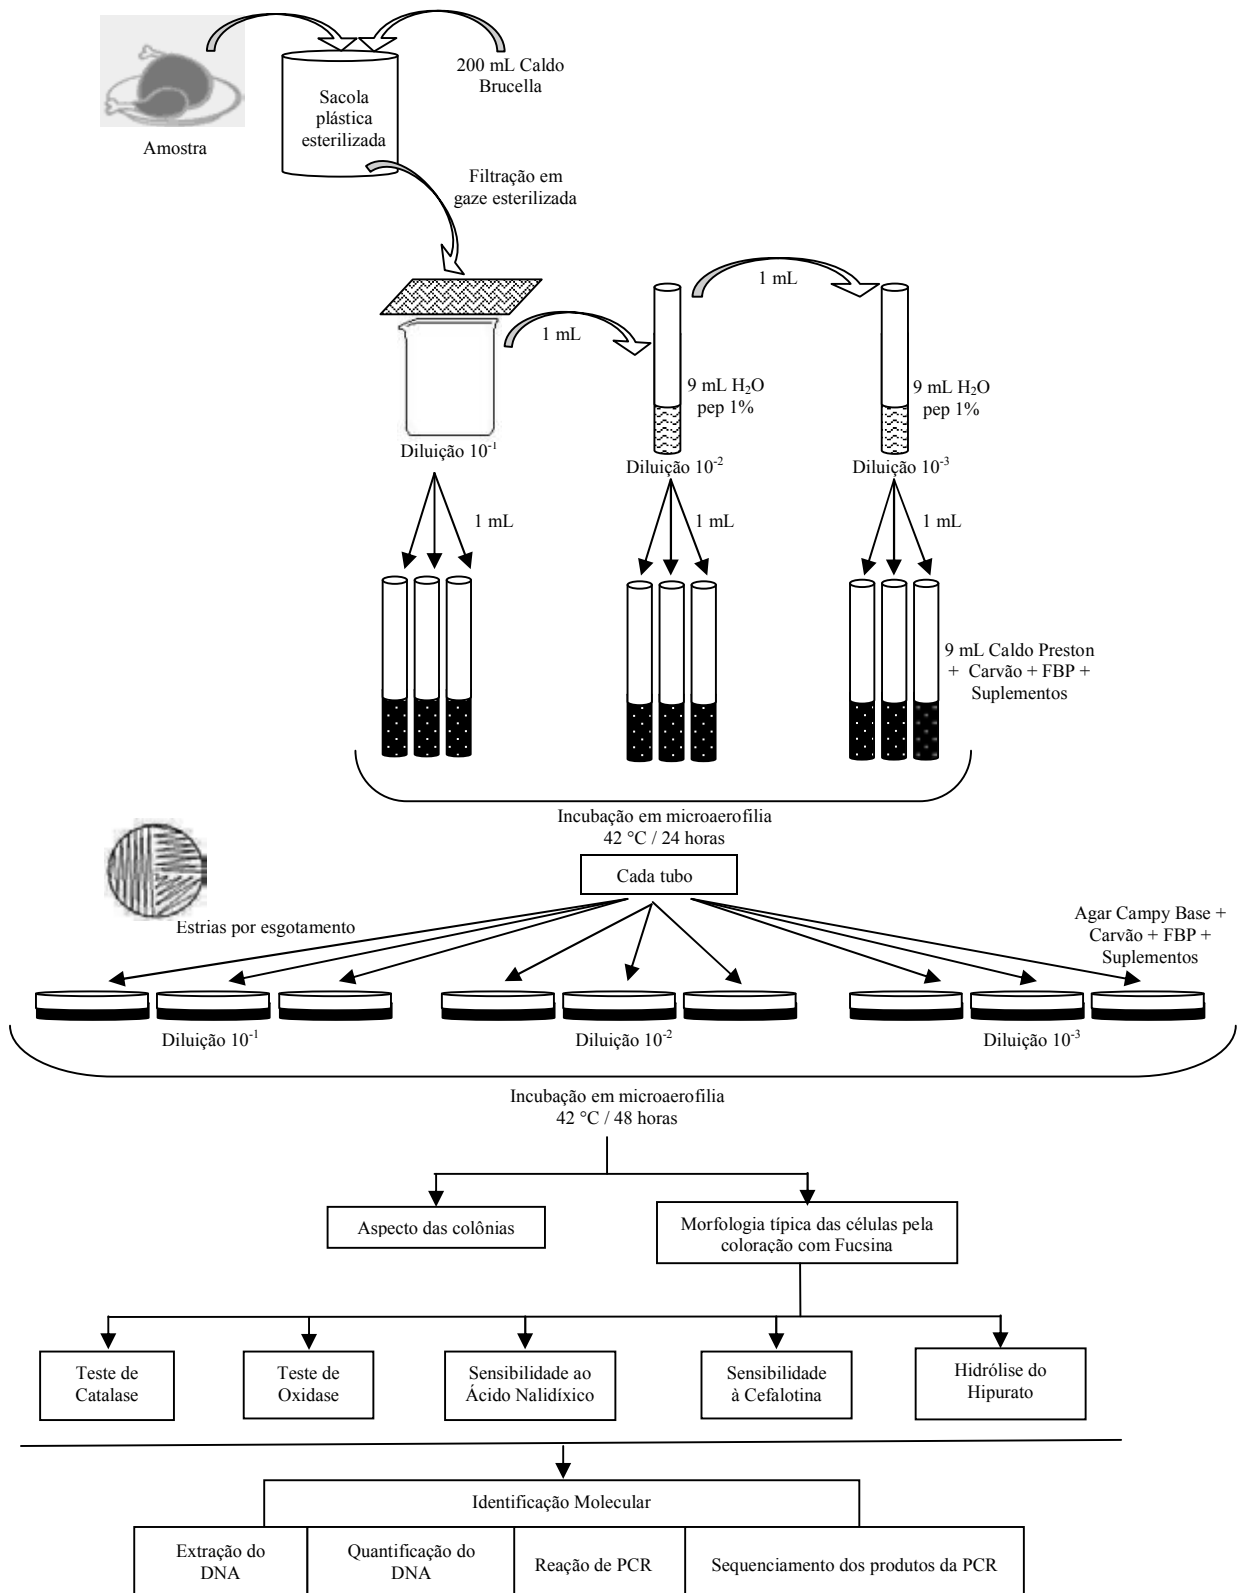 200 mL Caldo
Brucella
Sacola
plástica
esterilizada
Amostra
Filtração em
gaze esterilizada
1 mL
1 mL
9 mL H₂O
pep 1%
9 mL H₂O
pep 1%
Diluição 10⁻¹
Diluição 10⁻²
Diluição 10⁻³
1 mL
1 mL
1 mL
9 mL Caldo Preston
+ Carvão + FBP +
Suplementos
Incubação em microaerofilia
42 °C / 24 horas
Cada tubo
Estrias por esgotamento
Agar Campy Base +
Carvão + FBP +
Suplementos
Diluição 10⁻¹
Diluição 10⁻²
Diluição 10⁻³
Incubação em microaerofilia
42 °C / 48 horas
Aspecto das colônias
Morfologia típica das células pela
coloração com Fucsina
Teste de
Catalase
Teste de
Oxidase
Sensibilidade ao
Ácido Nalidíxico
Sensibilidade
à Cefalotina
Hidrólise do
Hipurato
Identificação Molecular
Extração do
DNA
Quantificação do
DNA
Reação de PCR
Sequenciamento dos produtos da PCR